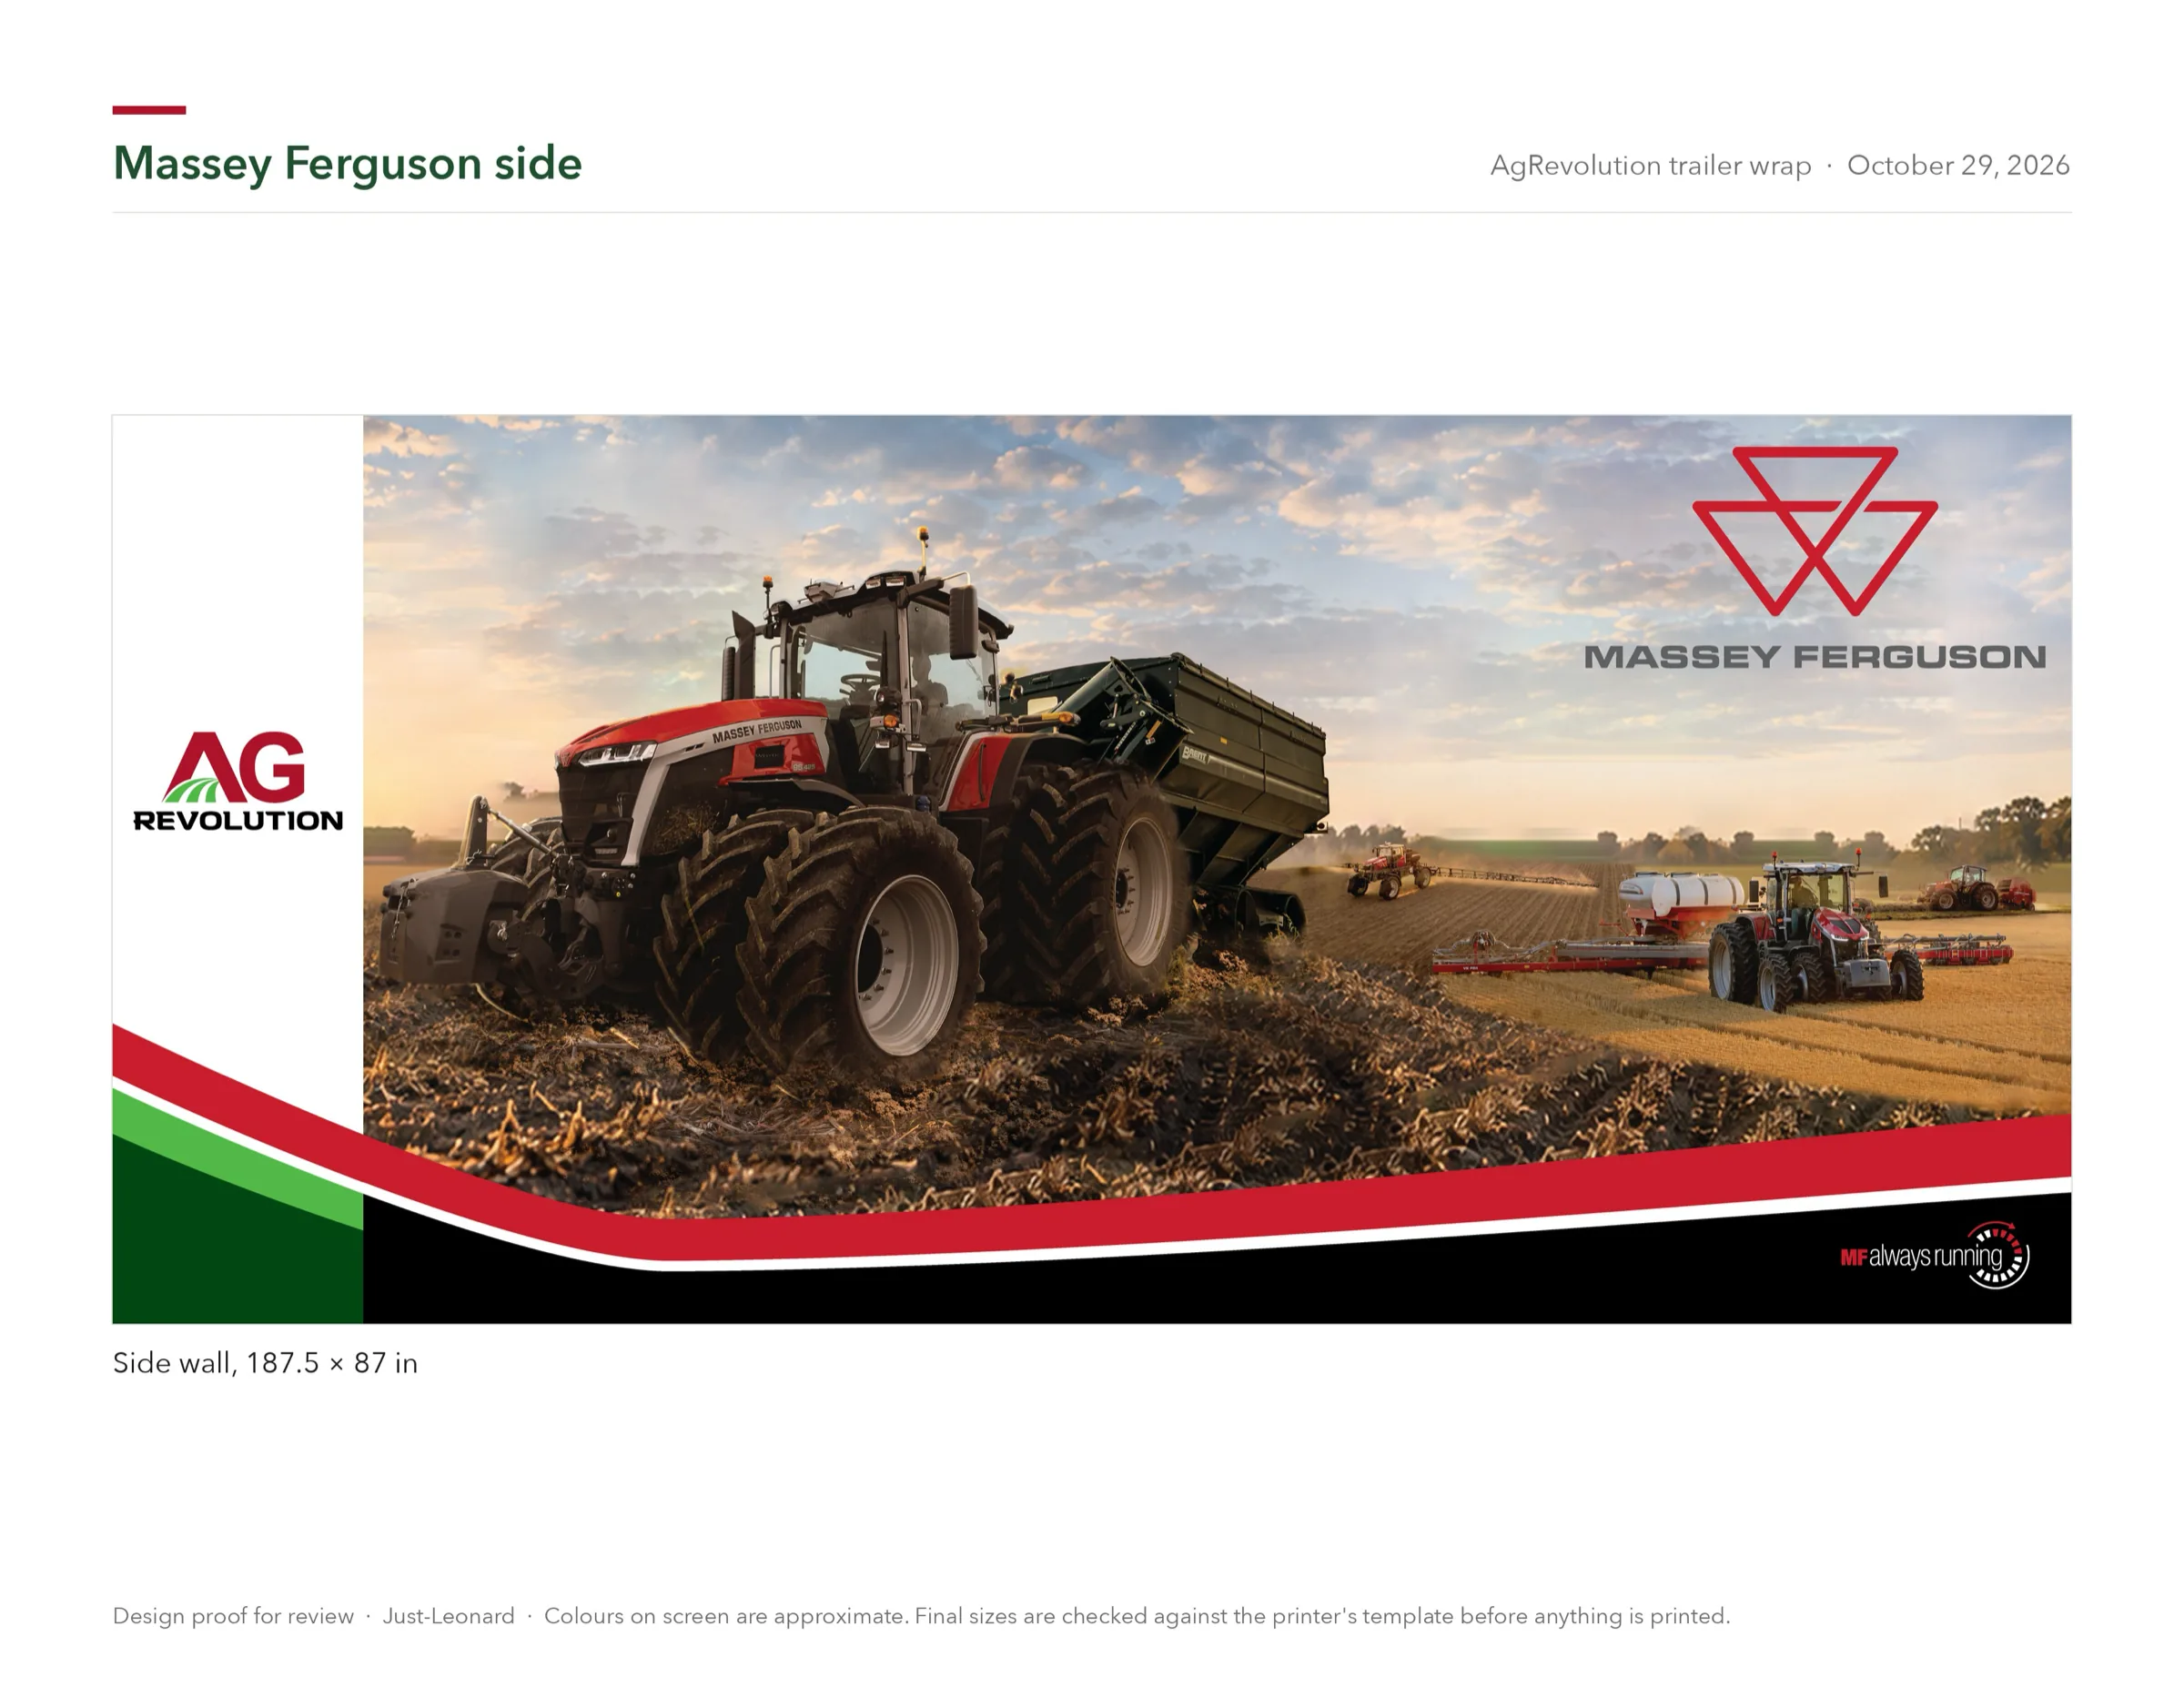 Massey Ferguson side
AgRevolution trailer wrap · October 29, 2026
MASSEY FERGUSON
MASSEY FERGUSON
BRENT
AG
REVOLUTION
MFalways running
Side wall, 187.5 × 87 in
Design proof for review · Just-Leonard · Colours on screen are approximate. Final sizes are checked against the printer's template before anything is printed.